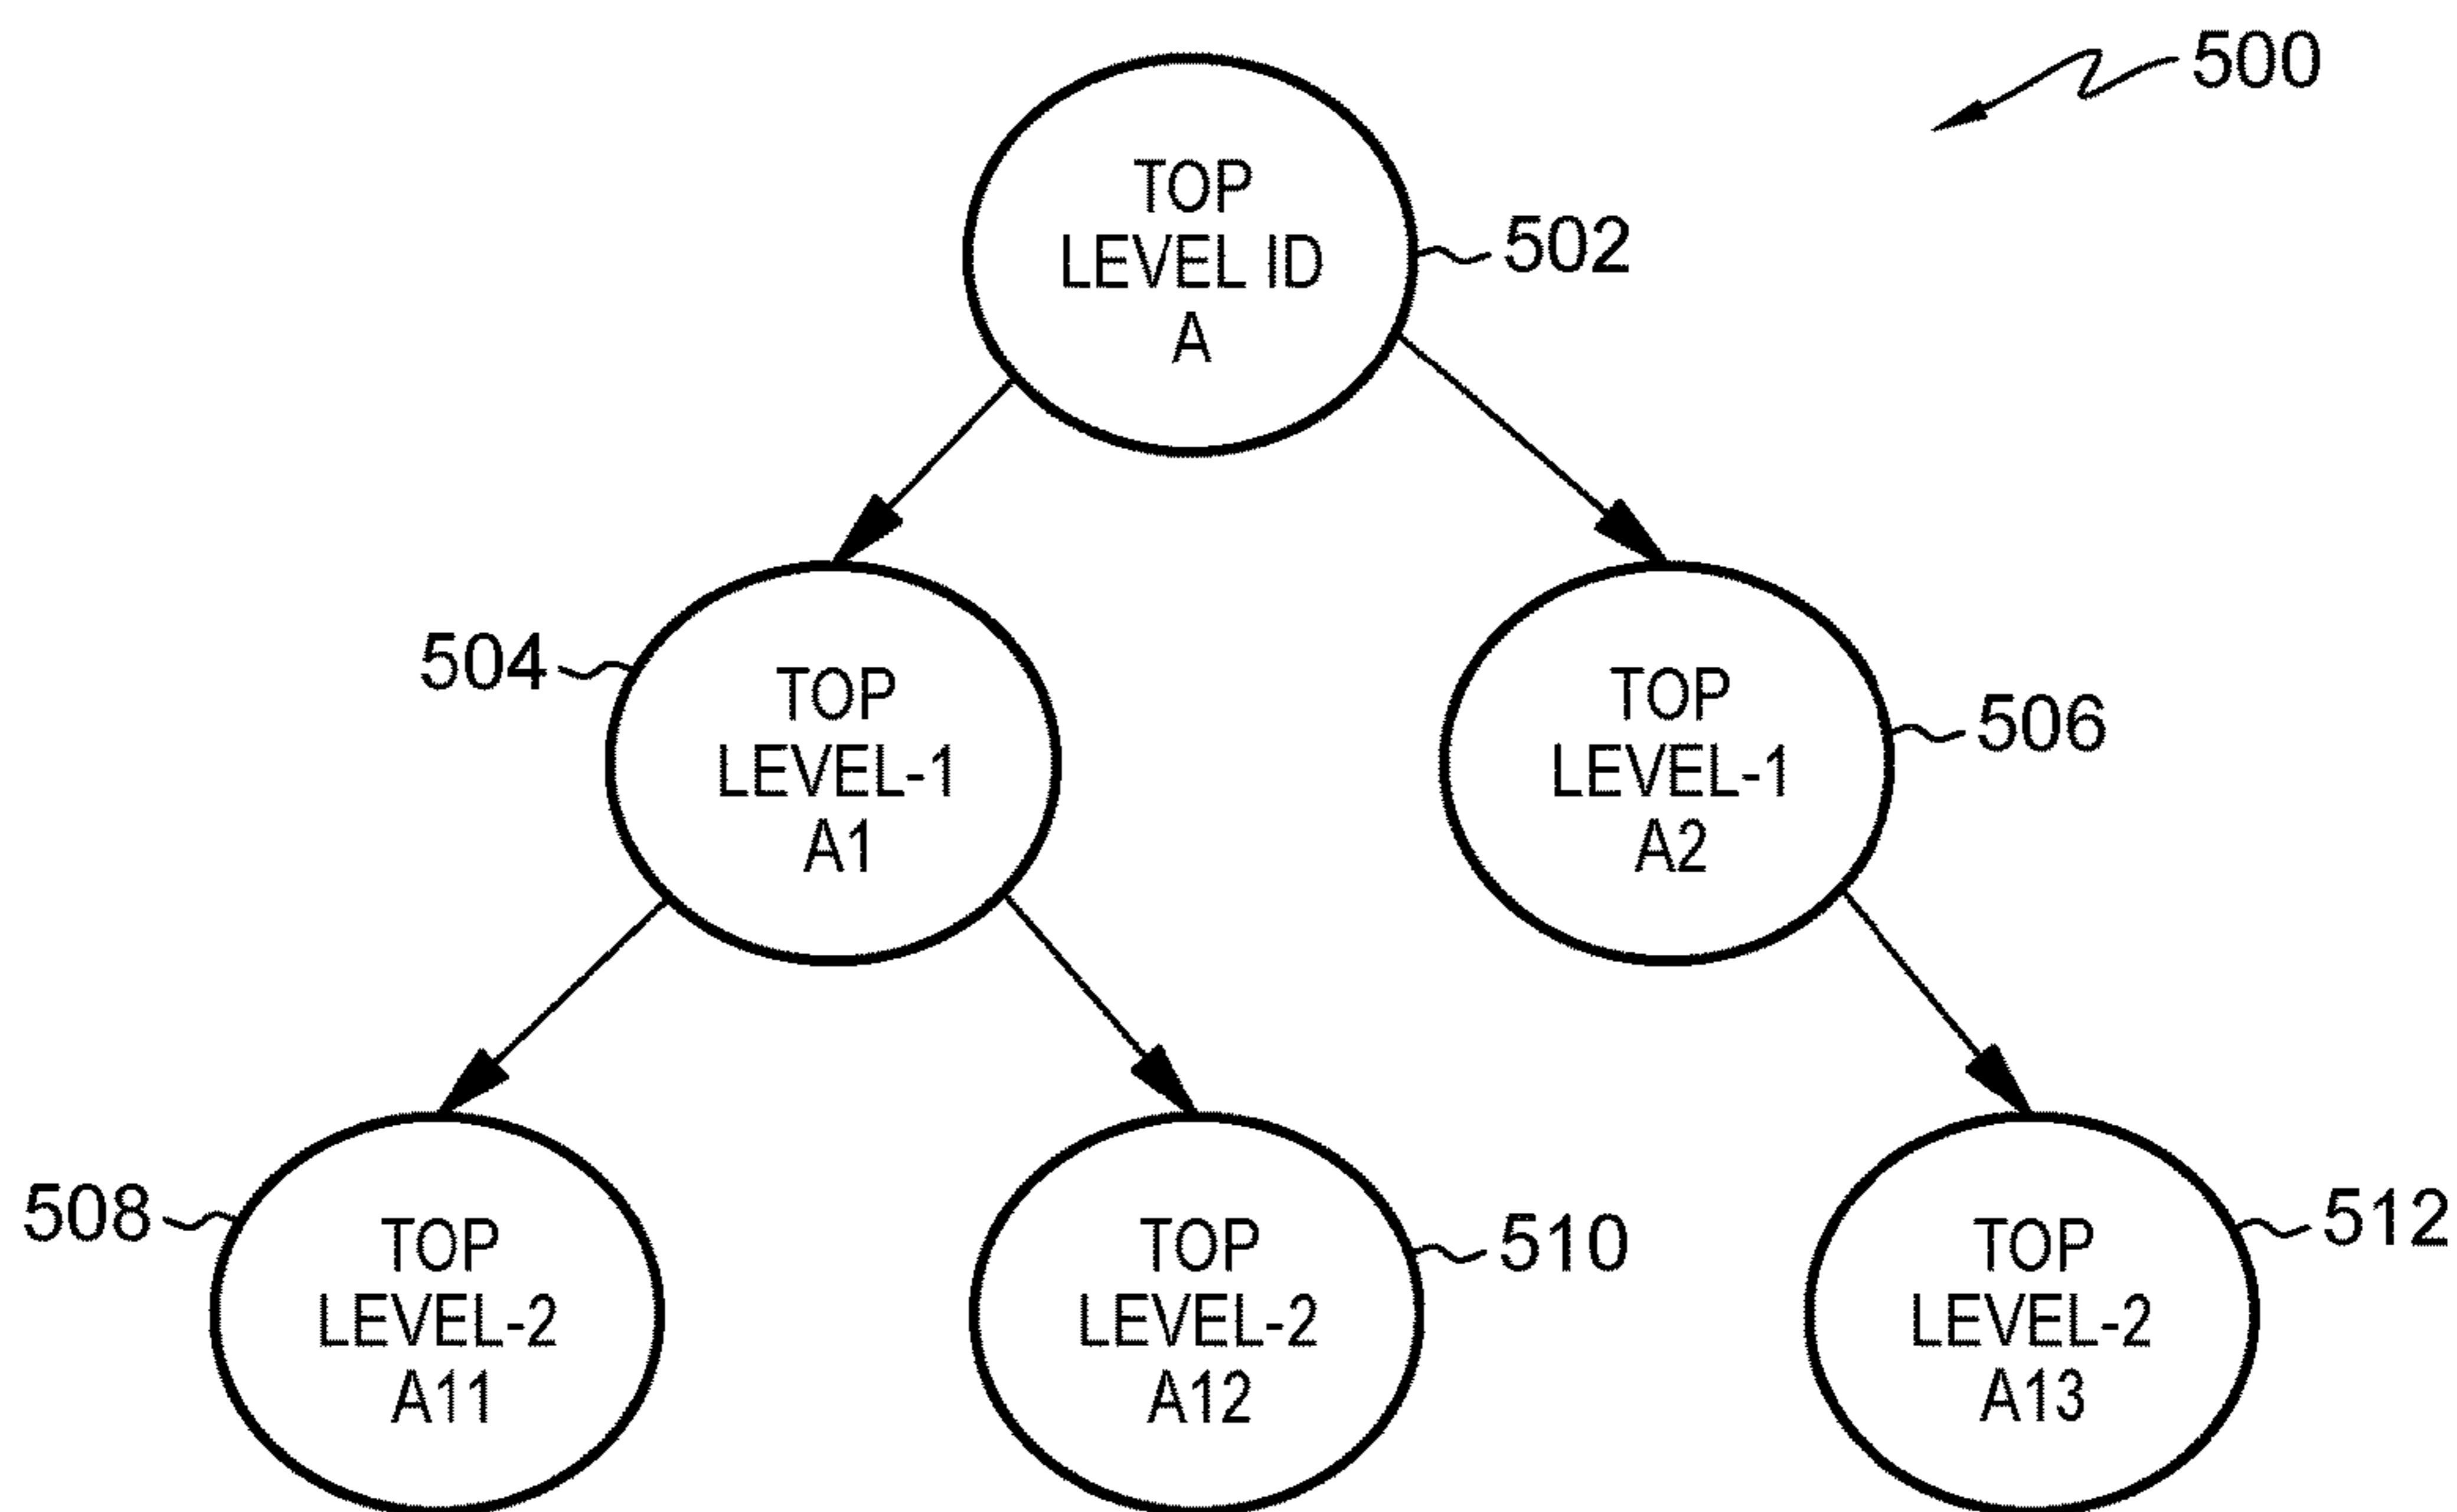 500
TOP
LEVEL ID
A
502
504
TOP
LEVEL-1
A1
TOP
LEVEL-1
A2
506
508
TOP
LEVEL-2
A11
TOP
LEVEL-2
A12
510
TOP
LEVEL-2
A13
512